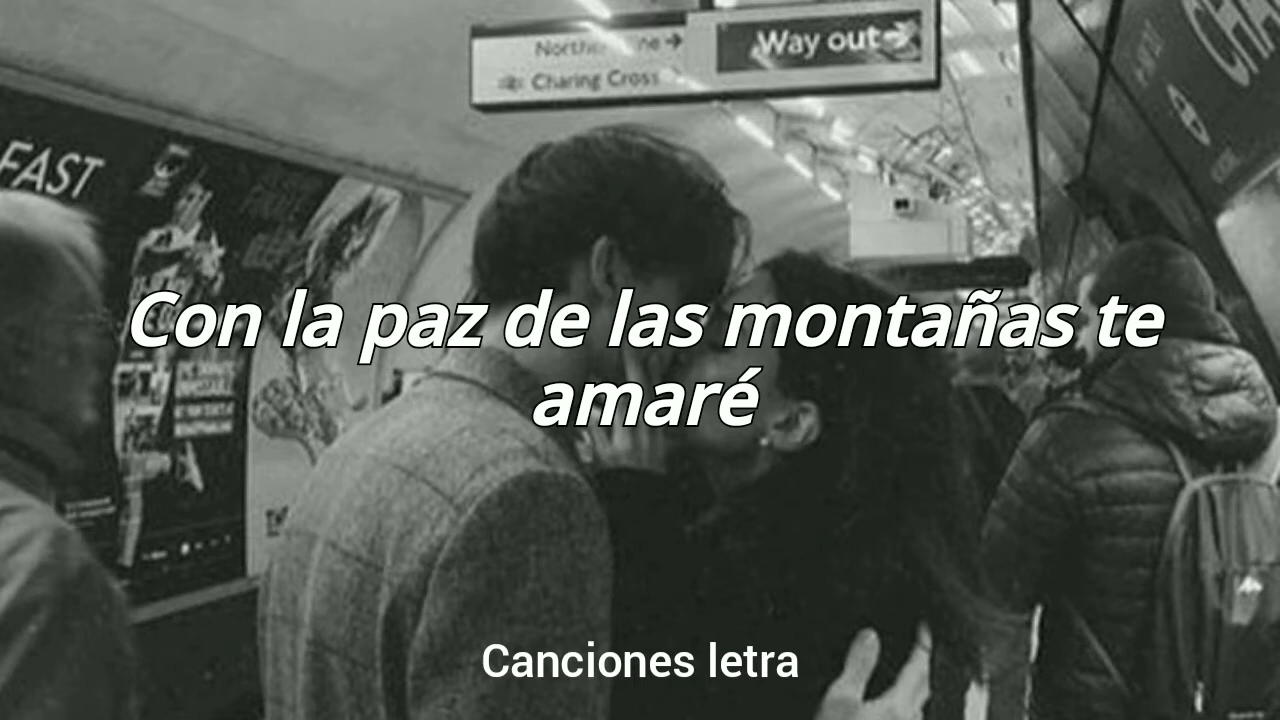 Way out→
Charing Cross
FAST
Con la paz de las montañas te
amaré
Canciones letra